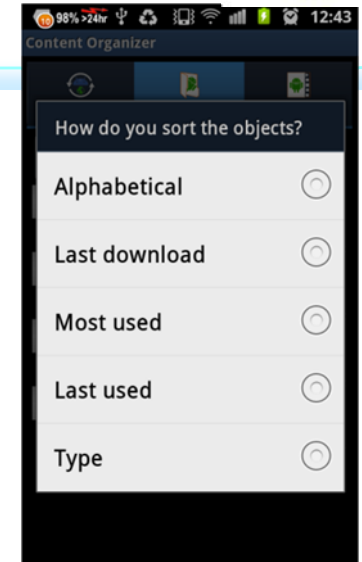 98% >24hr 12:43
Content Organizer
How do you sort the objects?
Alphabetical
Last download
Most used
Last used
Type